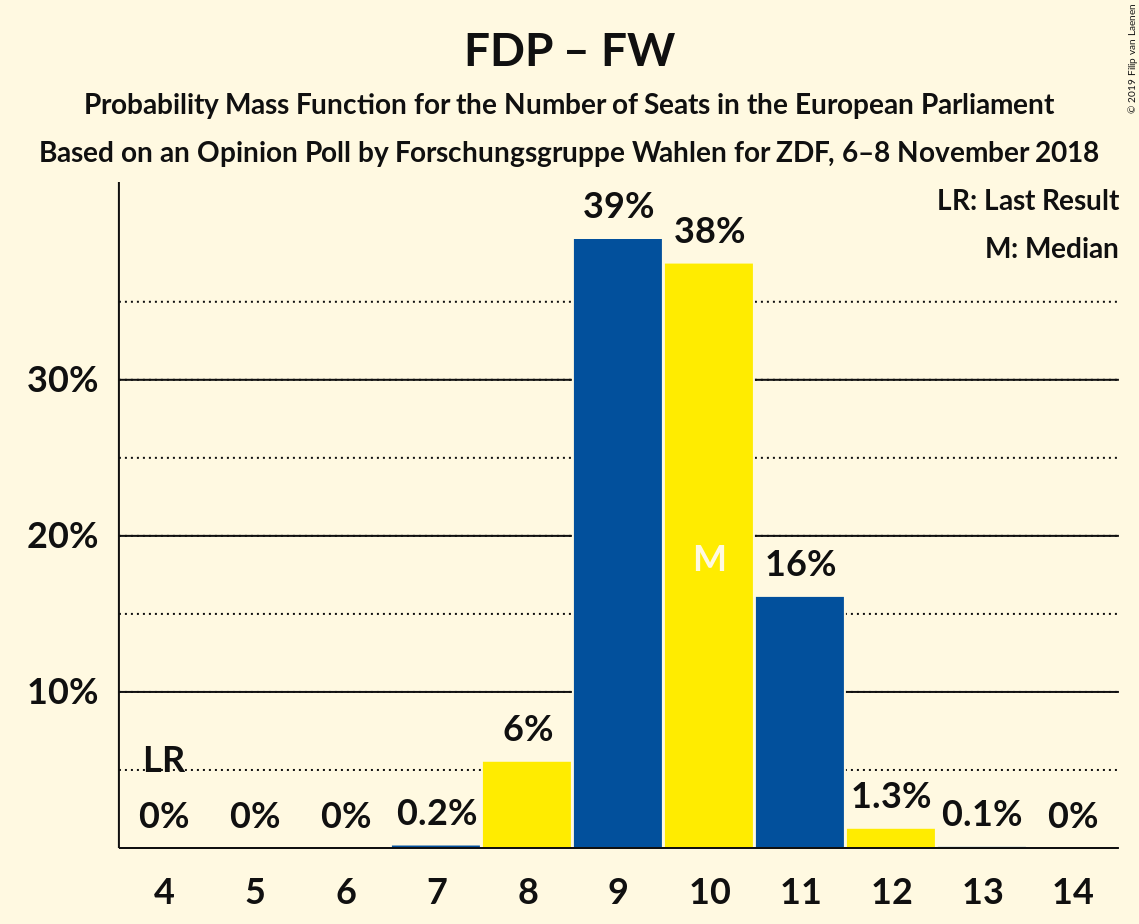 FDP – FW
Probability Mass Function for the Number of Seats in the European Parliament
Based on an Opinion Poll by Forschungsgruppe Wahlen for ZDF, 6–8 November 2018
© 2019 Filip van Laenen
LR: Last Result
M: Median
39%
38%
30%
20%
M
16%
10%
6%
LR
0%
0%
0%
0.2%
1.3%
0.1%
0%
4 5 6 7 8 9 10 11 12 13 14